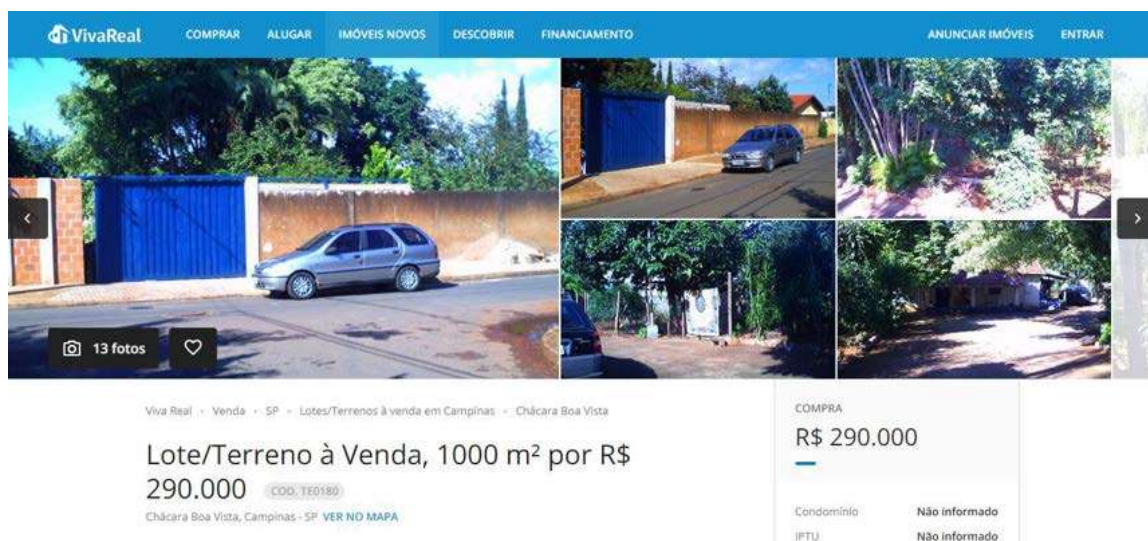 VivaReal COMPRAR ALUGAR IMÓVEIS NOVOS DESCOBRIR FINANCIAMENTO ANUNCIAR IMÓVEIS ENTRAR
13 fotos
Viva Real Venda SP Lotes/Terrenos à venda em Campinas Chácara Boa Vista
Lote/Terreno à Venda, 1000 m² por R$
290.000 COD. TE0180
Chácara Boa Vista, Campinas - SP VER NO MAPA
COMPRA
R$ 290.000
Condomínio Não informado
IPTU Não informado